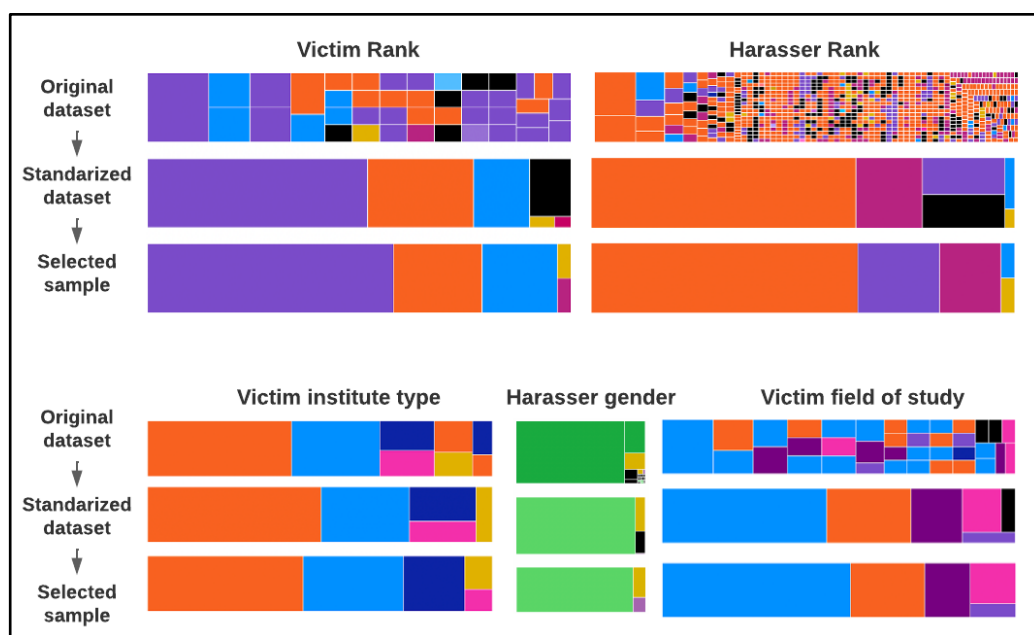 Victim Rank
Harasser Rank
Original
dataset
Standarized
dataset
Selected
sample
Victim institute type
Harasser gender
Victim field of study
Original
dataset
Standarized
dataset
Selected
sample